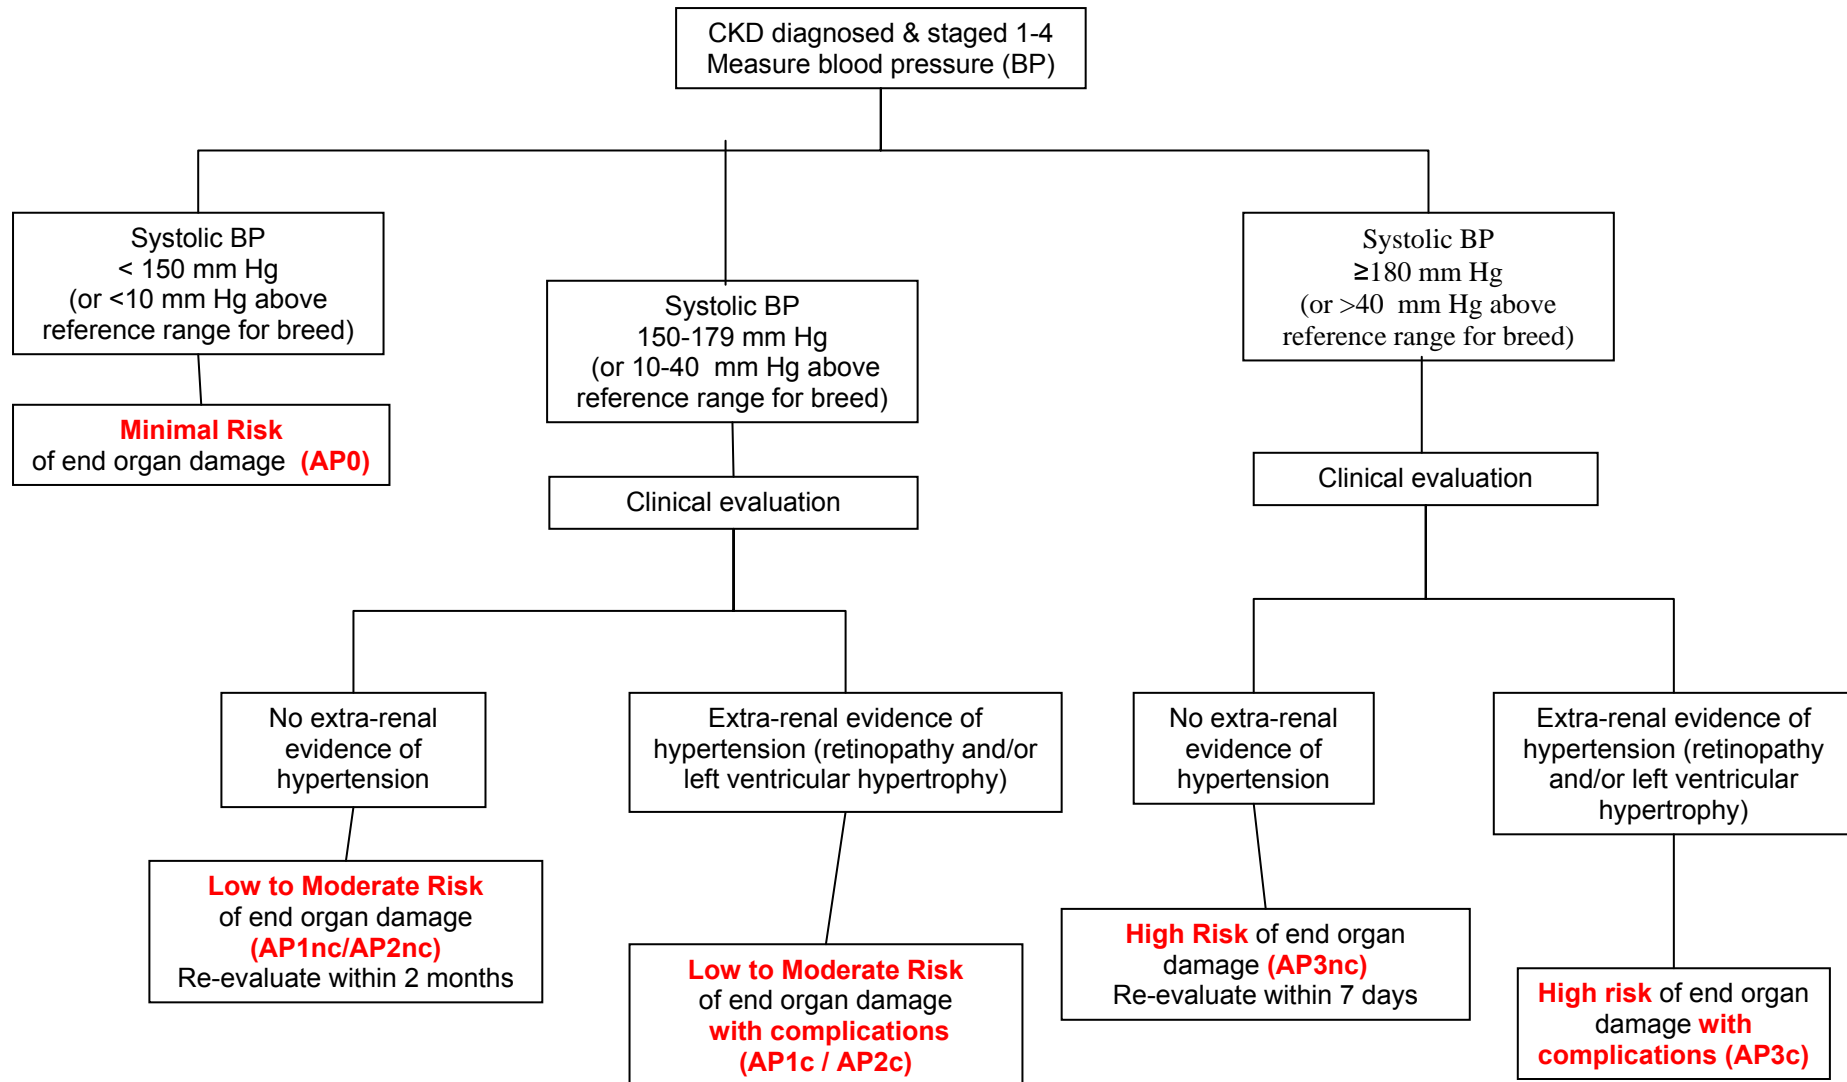 CKD diagnosed & staged 1-4
Measure blood pressure (BP)
Systolic BP
< 150 mm Hg
(or <10 mm Hg above
reference range for breed)
Minimal Risk
of end organ damage (AP0)
Systolic BP
150-179 mm Hg
(or 10-40 mm Hg above
reference range for breed)
Clinical evaluation
Systolic BP
≥180 mm Hg
(or >40 mm Hg above
reference range for breed)
Clinical evaluation
No extra-renal
evidence of
hypertension
Low to Moderate Risk
of end organ damage
(AP1nc/AP2nc)
Re-evaluate within 2 months
Extra-renal evidence of
hypertension (retinopathy and/or
left ventricular hypertrophy)
Low to Moderate Risk
of end organ damage
with complications
(AP1c / AP2c)
No extra-renal
evidence of
hypertension
High Risk of end organ
damage (AP3nc)
Re-evaluate within 7 days
Extra-renal evidence of
hypertension (retinopathy
and/or left ventricular
hypertrophy)
High risk of end organ
damage with
complications (AP3c)